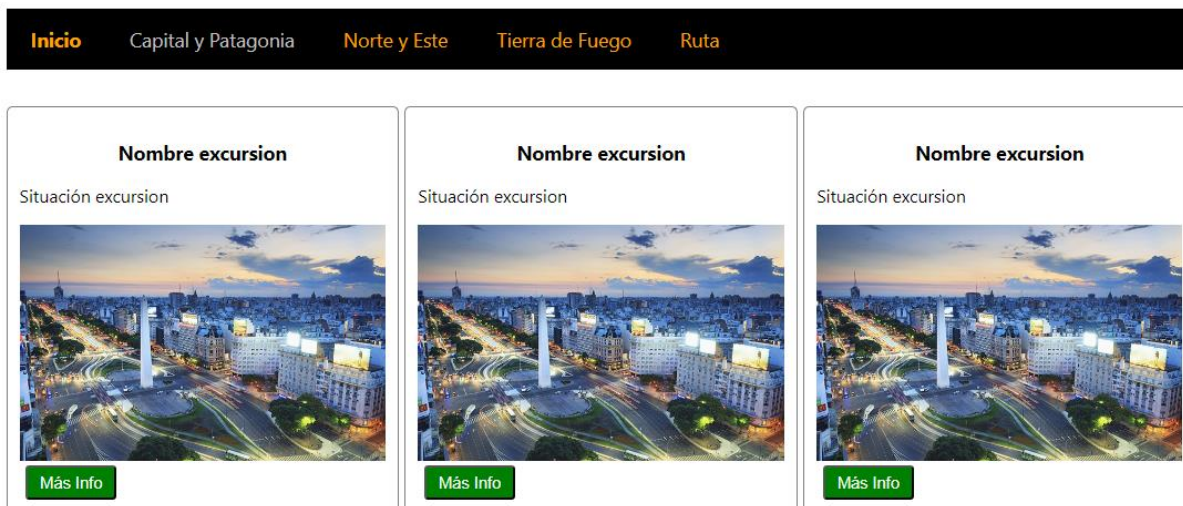 Inicio Capital y Patagonia Norte y Este Tierra de Fuego Ruta
Nombre excursion Nombre excursion Nombre excursion
Situación excursion Situación excursion Situación excursion
Más Info Más Info Más Info